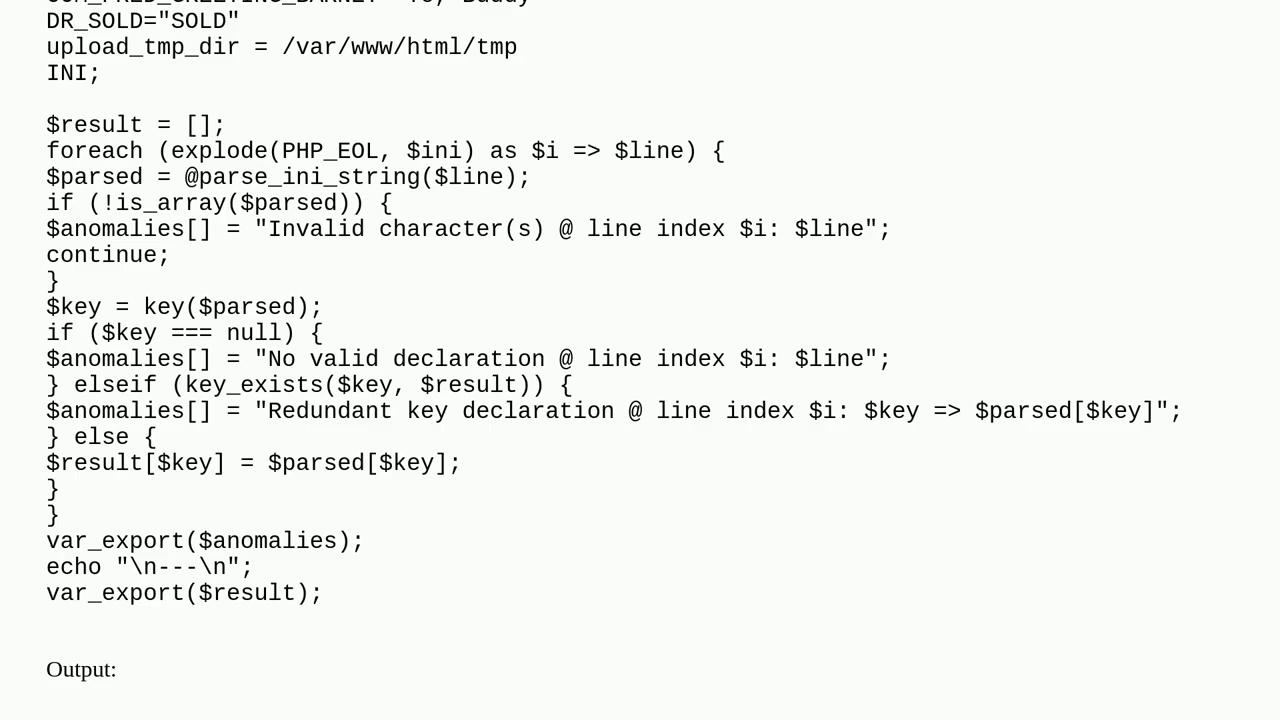 DR_SOLD="SOLD"
upload_tmp_dir = /var/www/html/tmp
INI;
$result = [];
foreach (explode(PHP_EOL, $ini) as $i => $line) {
$parsed = @parse_ini_string($line);
if (!is_array($parsed)) {
$anomalies[] = "Invalid character(s) @ line index $i: $line";
continue;
}
$key = key($parsed);
if ($key === null) {
$anomalies[] = "No valid declaration @ line index $i: $line";
} elseif (key_exists($key, $result)) {
$anomalies[] = "Redundant key declaration @ line index $i: $key => $parsed[$key]";
} else {
$result[$key] = $parsed[$key];
}
}
var_export($anomalies);
echo "\n---\n";
var_export($result);
Output: